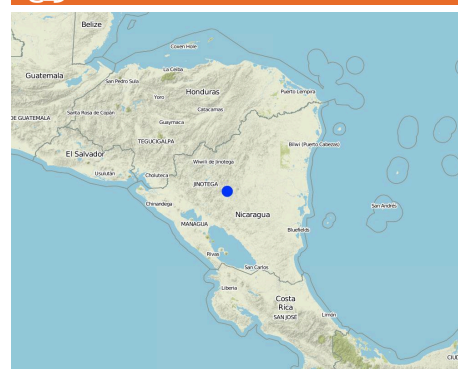 Belize
Coxen Hole
La Ceiba
Guatemala
San Pedro Sula
Puerto Lempira
Yoro
Honduras
Santa Rosa de Copán
Catacamas
DE GUATEMALA
Guaymaca
TEGUCIGALPA
Bilwi (Puerto Cabezas)
El Salvador
Wiwilí de Jinotega
Usulután
Choluteca
JINOTEGA
Chinandega
San Andrés
Nicaragua
MANAGUA
Bluefields
Rivas
San Carlos
Liberia
Costa
Rica
SAN JOSÉ
Limón